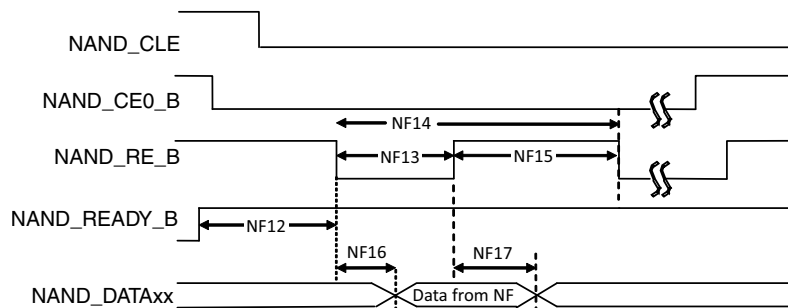 NAND_CLE
NAND_CE0_B
NF14
NAND_RE_B
NF13
NF15
NAND_READY_B
NF12
NF16
NF17
NAND_DATAxx
Data from NF